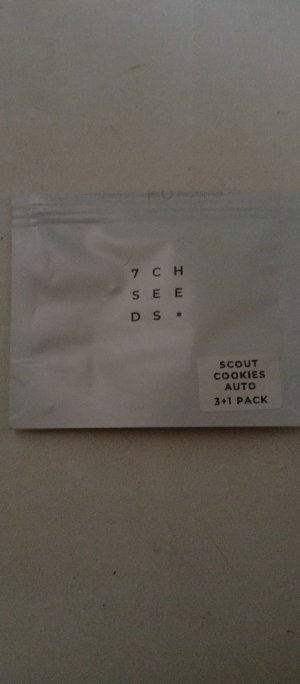 7 C H
S E E
D S *
SCOUT
COOKIES
AUTO
3+1 PACK